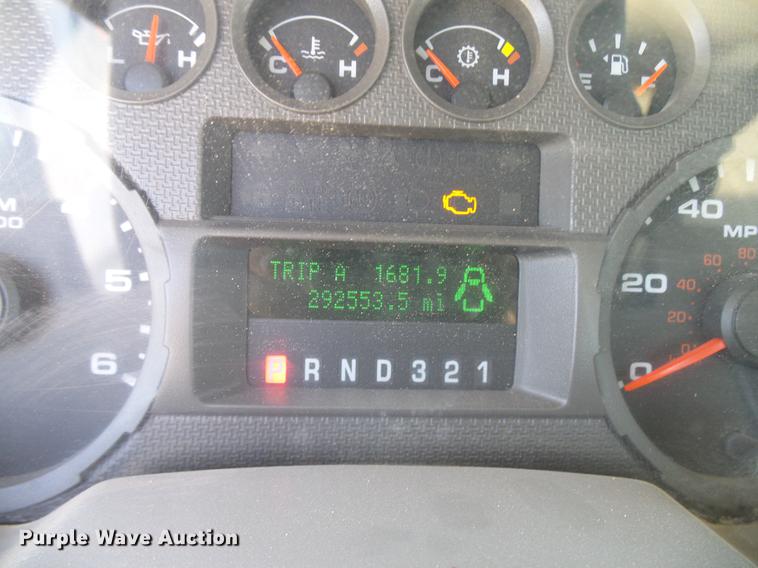 L H
C H
C H
E F
M
00
5
6
40
MP
20
0
80
60
40
20
TRIP A 1681.9
292553.5 mi
P R N D 3 2 1
Purple Wave Auction